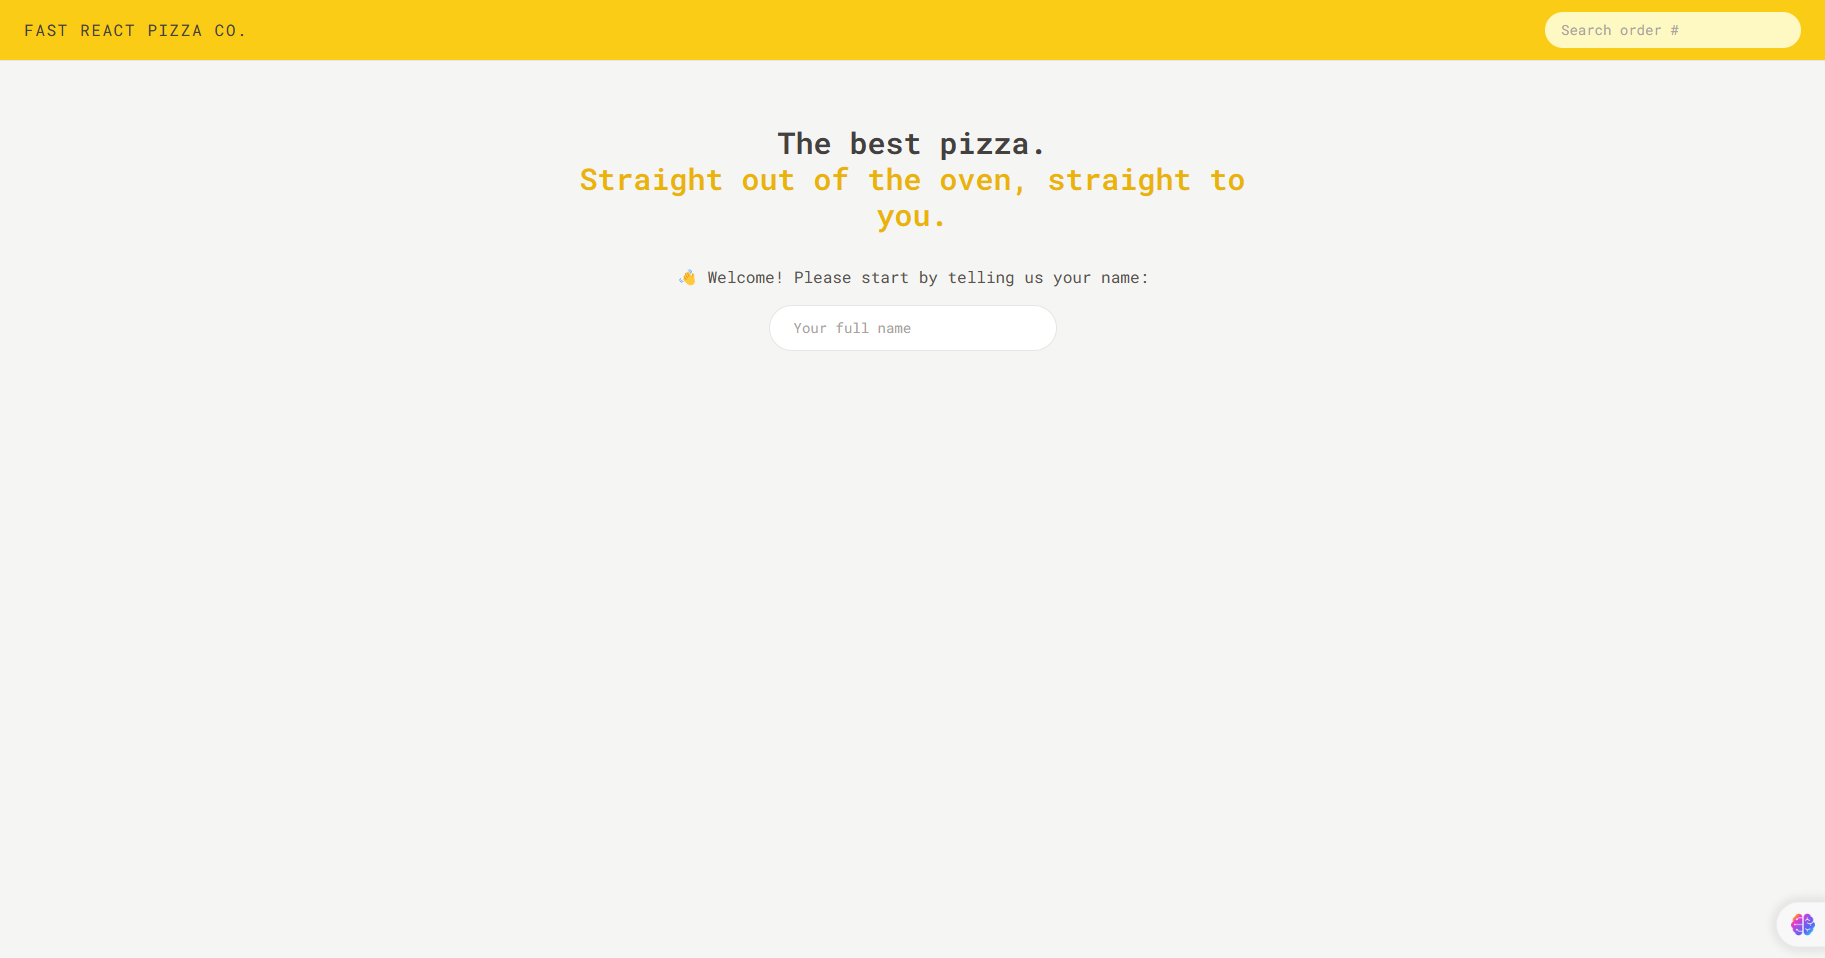 FAST REACT PIZZA CO.
Search order #
The best pizza.
Straight out of the oven, straight to
you.
👋 Welcome! Please start by telling us your name:
Your full name